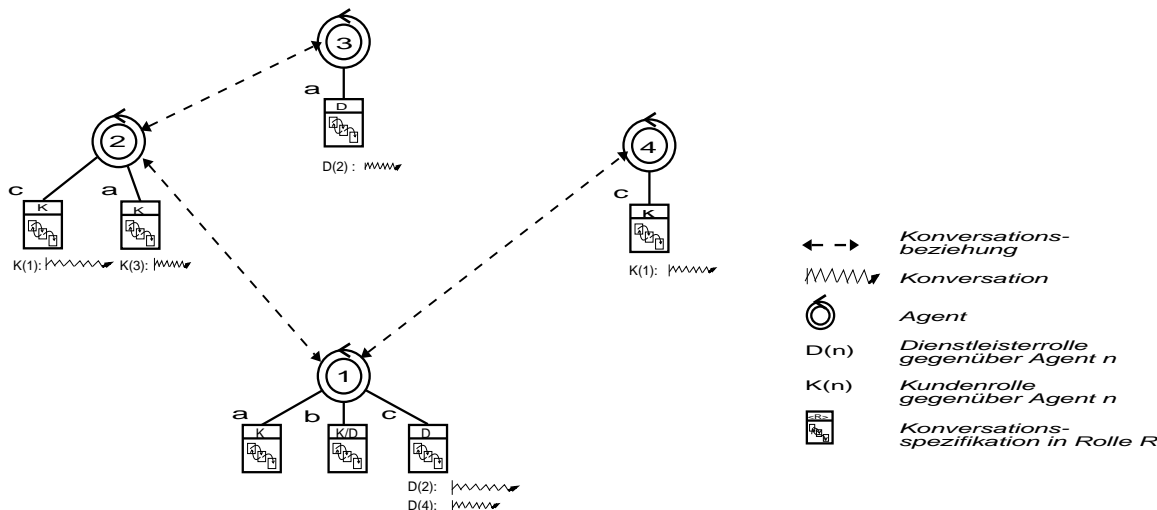 3
a
D
D(2) :
2
c
K
K(1):
a
K
K(3):
4
c
K
K(1):
1
a
K
b
K/D
c
D
D(2):
D(4):
Konversations-
beziehung
Konversation
Agent
D(n) Dienstleisterrolle
gegenüber Agent n
K(n) Kundenrolle
gegenüber Agent n
<R>
Konversations-
spezifikation in Rolle R